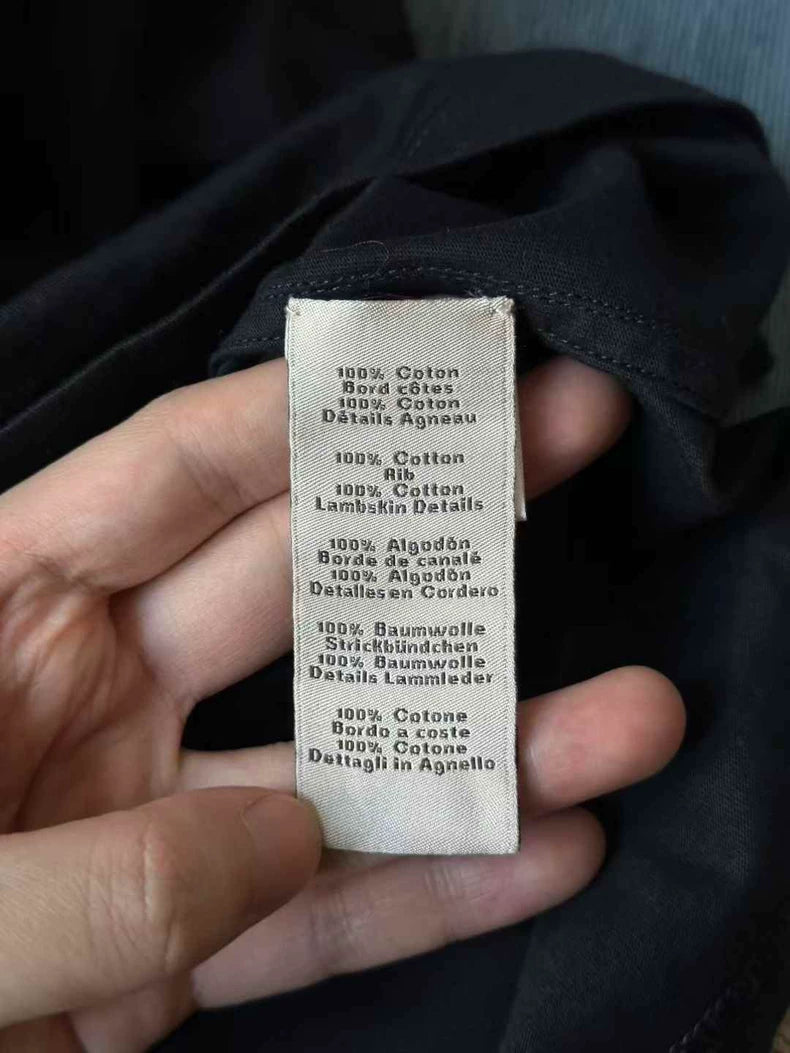 100% Coton
Bord côtes
100% Coton
Détails Agneau
100% Cotton
Rib
100% Cotton
Lambskin Details
100% Algodôn
Borde de canalé
100% Algodôn
Detalles en Cordero
100% Baumwolle
Strickbündchen
100% Baumwolle
Details Lammleder
100% Cotone
Bordo a coste
100% Cotone
Dettagli in Agnello